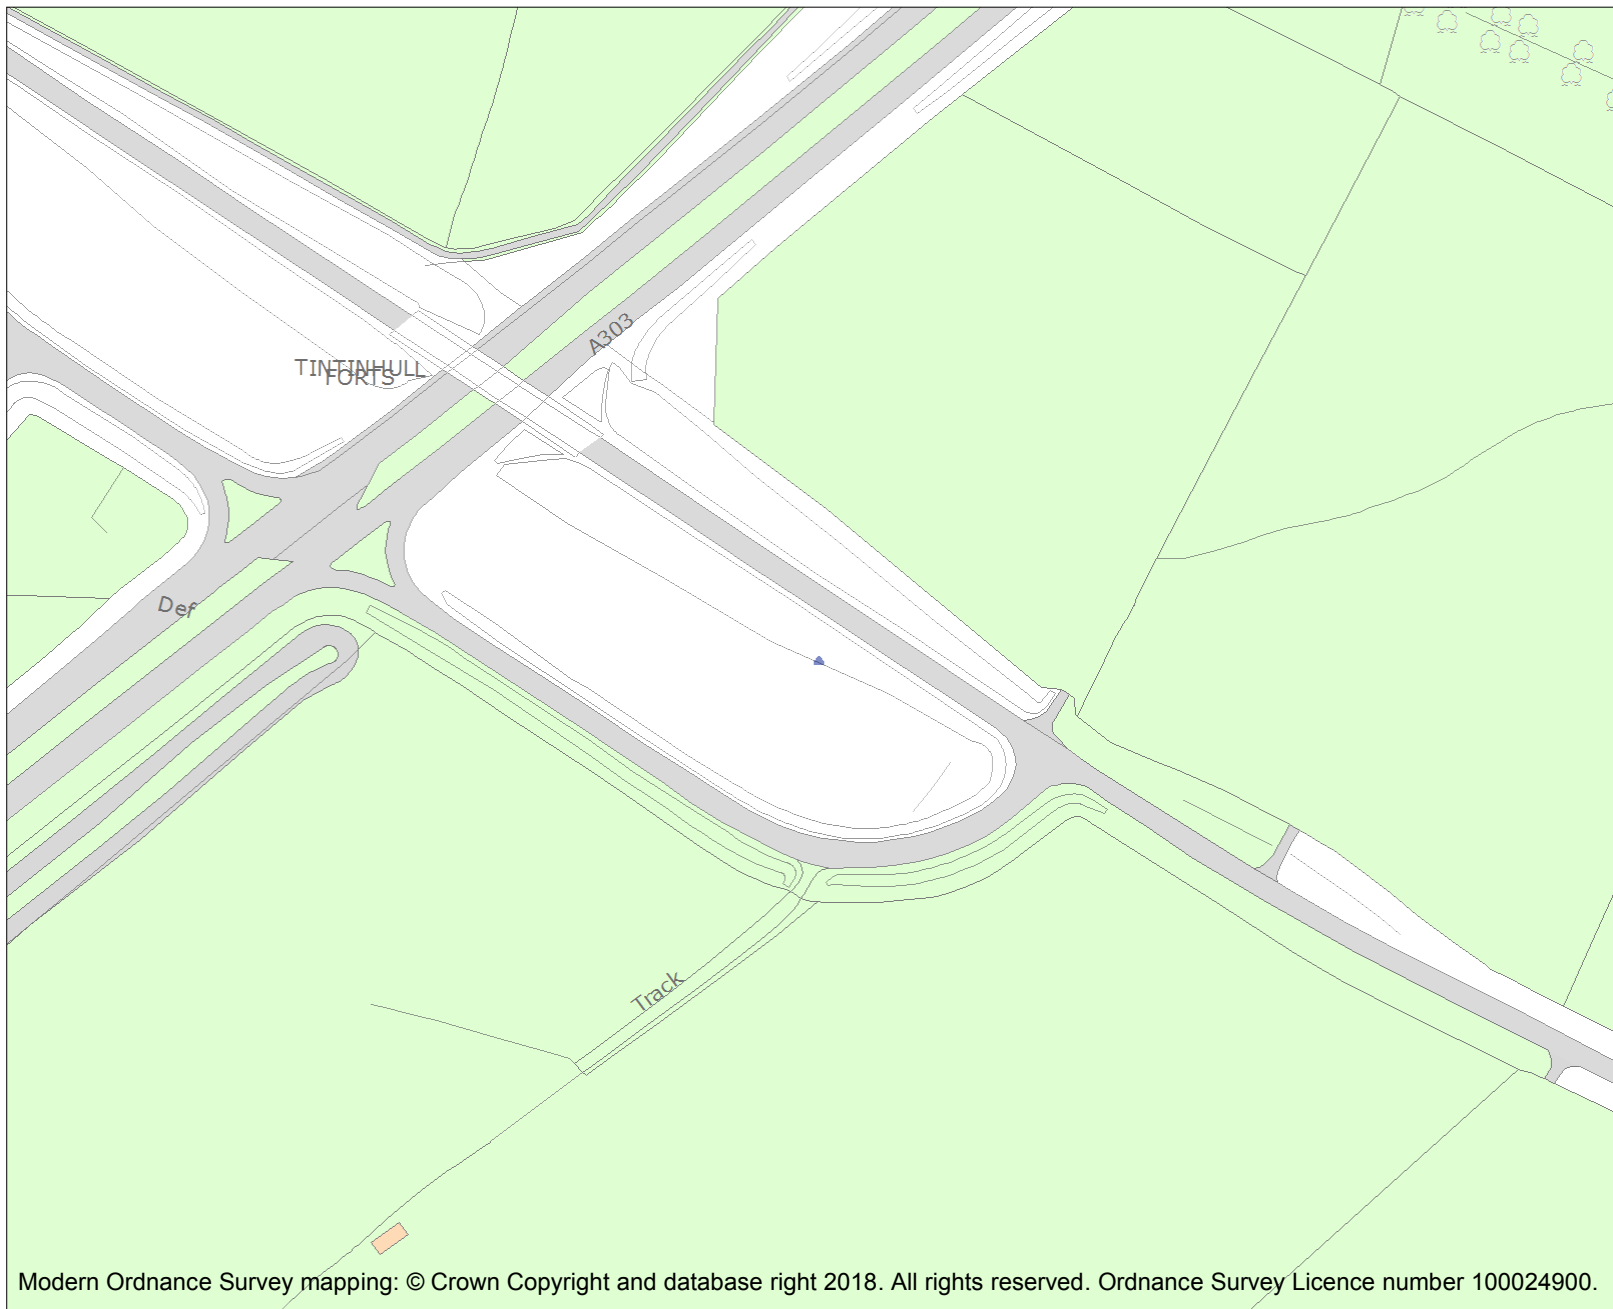 A303
TINTINHULL
FORTS
Def
Track
Modern Ordnance Survey mapping: © Crown Copyright and database right 2018. All rights reserved. Ordnance Survey Licence number 100024900.